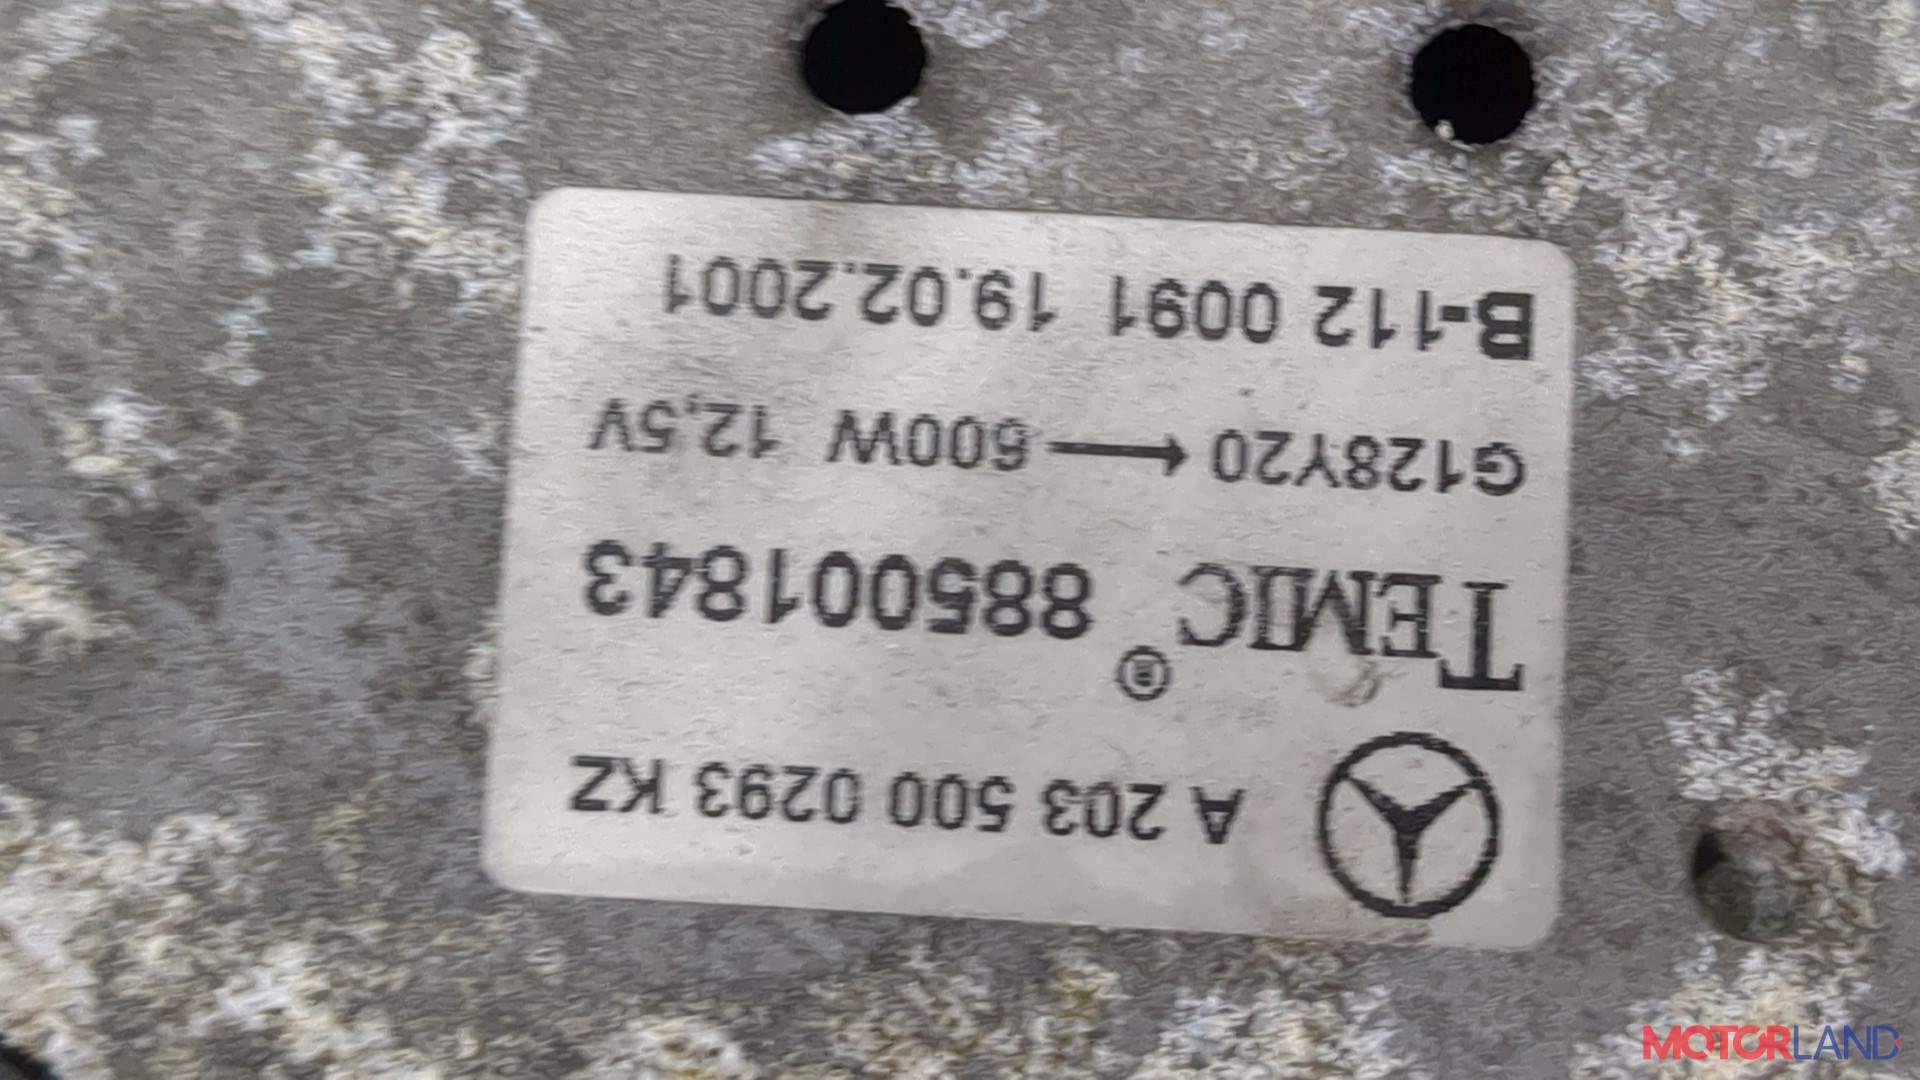 A 203 500 0293 KZ
TEMIC® 885001843
G128Y20 ← 600W 12,5V
B-112 0091 19.02.2001
MOTORLAND